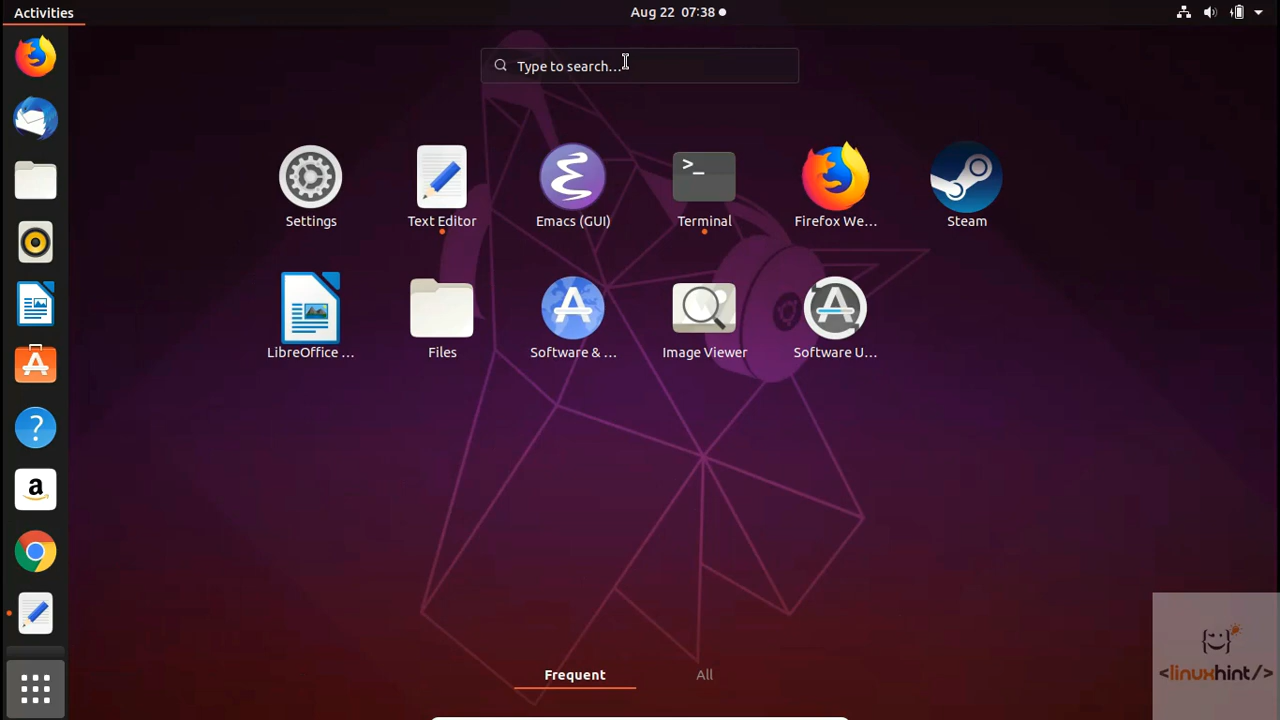 Activities
Aug 22 07:38
Type to search...
Settings
Text Editor
Emacs (GUI)
Terminal
Firefox We...
Steam
LibreOffice ...
Files
Software & ...
Image Viewer
Software U...
Frequent
All
<linuxhint/>